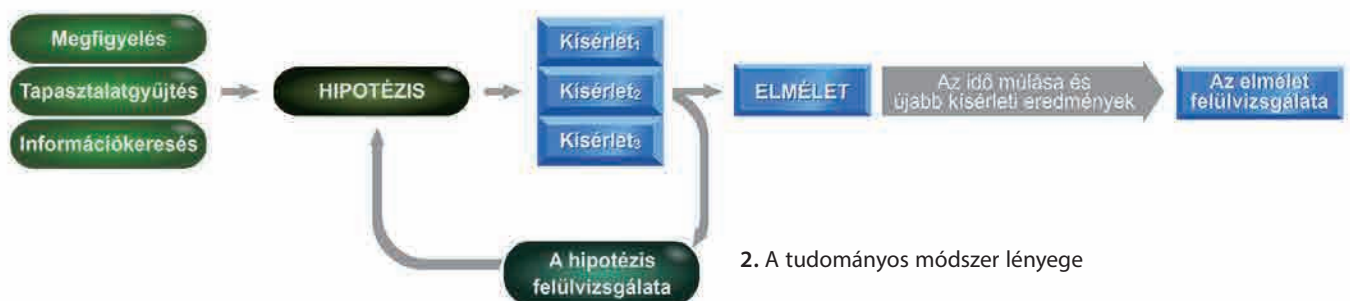 Megfigyelés
Tapasztalatgyűjtés
Információkeresés
HIPOTÉZIS
Kísérlet₁
Kísérlet₂
Kísérlet₃
ELMÉLET
Az idő múlása és
újabb kísérleti eredmények
Az elmélet
felülvizsgálata
A hipotézis
felülvizsgálata
2. A tudományos módszer lényege